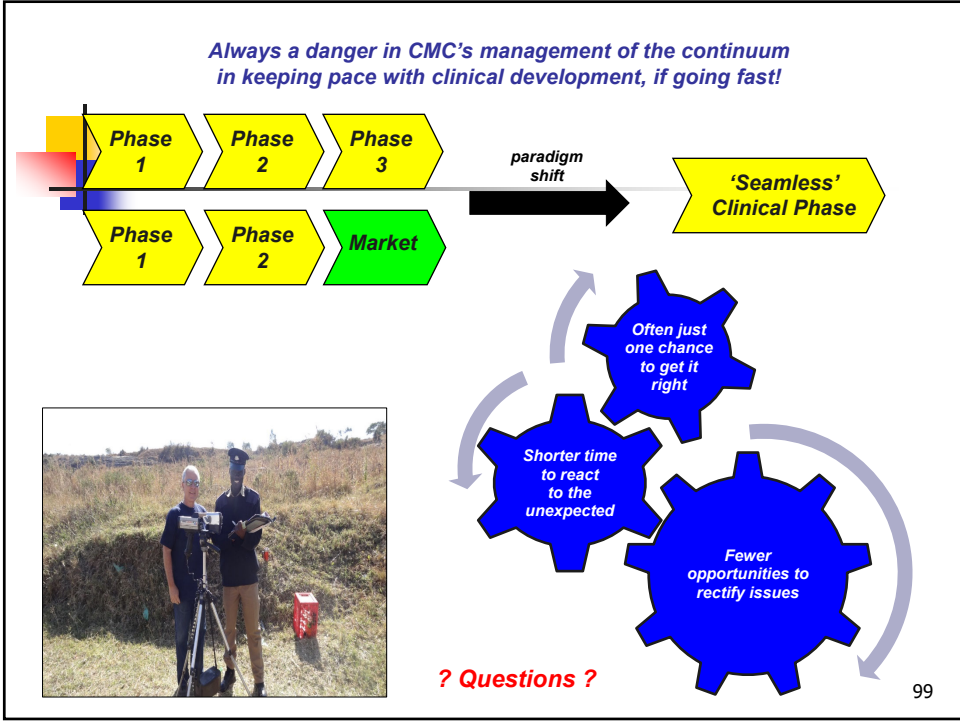 Always a danger in CMC’s management of the continuum
in keeping pace with clinical development, if going fast!
Phase
1
Phase
2
Phase
3
paradigm
shift
‘Seamless’
Clinical Phase
Phase
1
Phase
2
Market
Often just
one chance
to get it
right
Shorter time
to react
to the
unexpected
Fewer
opportunities to
rectify issues
? Questions ?
99